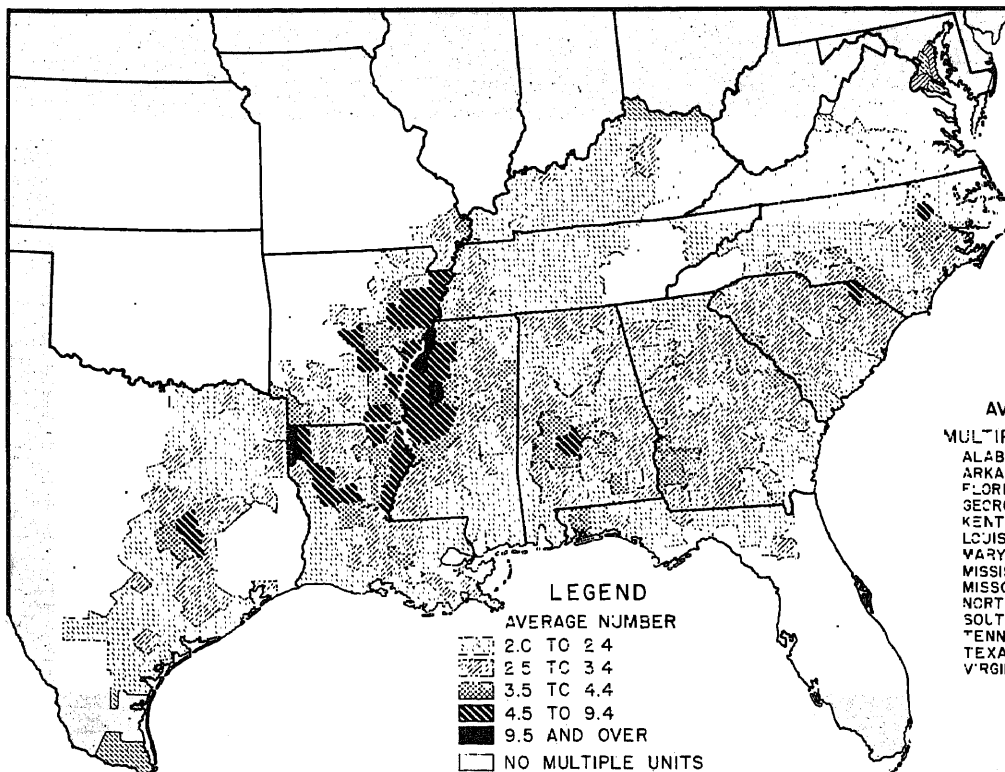 LEGEND
AVERAGE NUMBER
2.0 TO 2 4
2 5 TO 3 4
3.5 TC 4.4
4.5 TO 9.4
9.5 AND OVER
NO MULTIPLE UNITS
AV
MULTIP
ALAB
ARKA
FLORI
GEORG
KENT
LOUIS
MARY
MISSI
MISSO
NORT
SOUT
TENN
TEXA
VIRGI